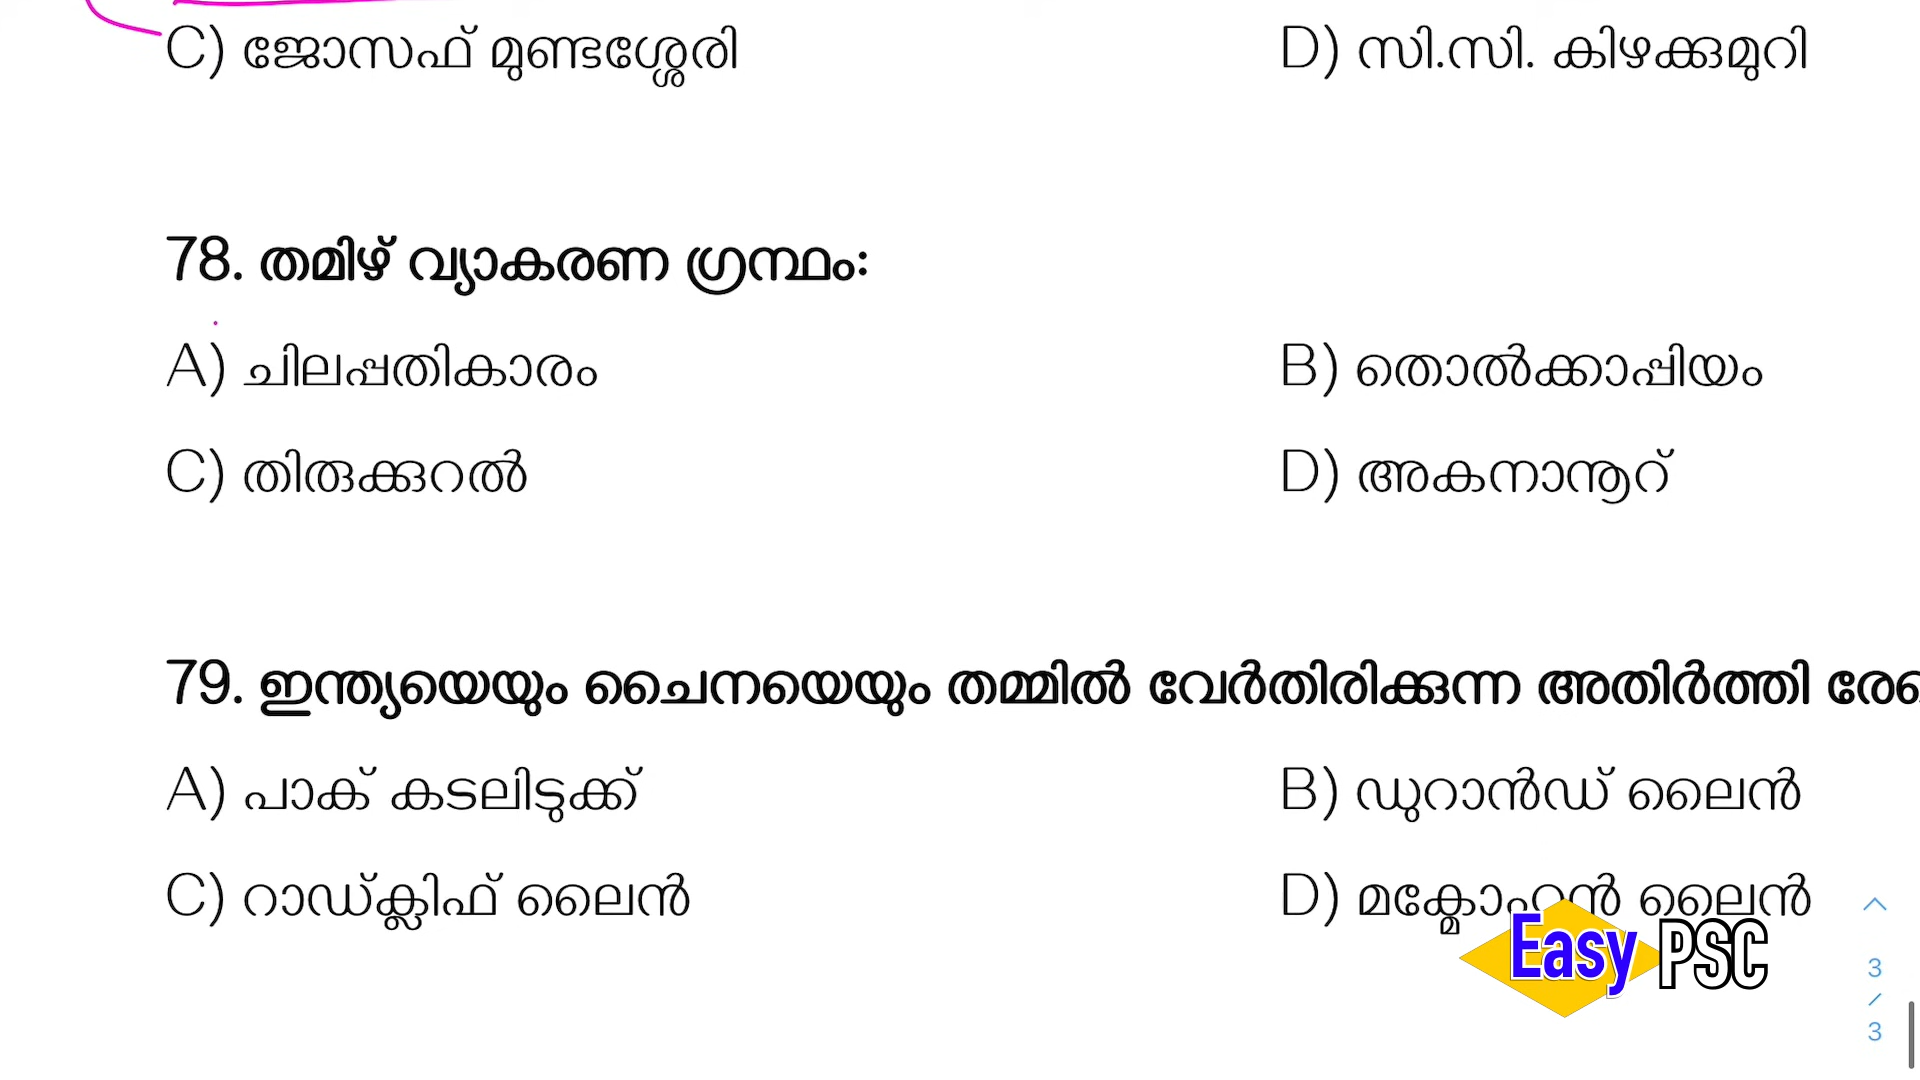 C) ജോസഫ് മുണ്ടശ്ശേരി
D) സി.സി. കിഴക്കുമുറി
78. തമിഴ് വ്യാകരണ ഗ്രന്ഥം:
A) ചിലപ്പതികാരം
B) തൊൽക്കാപ്പിയം
C) തിരുക്കുറൽ
D) അകനാനൂറ്
79. ഇന്ത്യയെയും ചൈനയെയും തമ്മിൽ വേർതിരിക്കുന്ന അതിർത്തി
A) പാക് കടലിടുക്ക്
B) ഡുറാൻഡ് ലൈൻ
C) റാഡ്ക്ലിഫ് ലൈൻ
D) മക്മോഹൻ ലൈൻ
Easy PSC
3
/
3